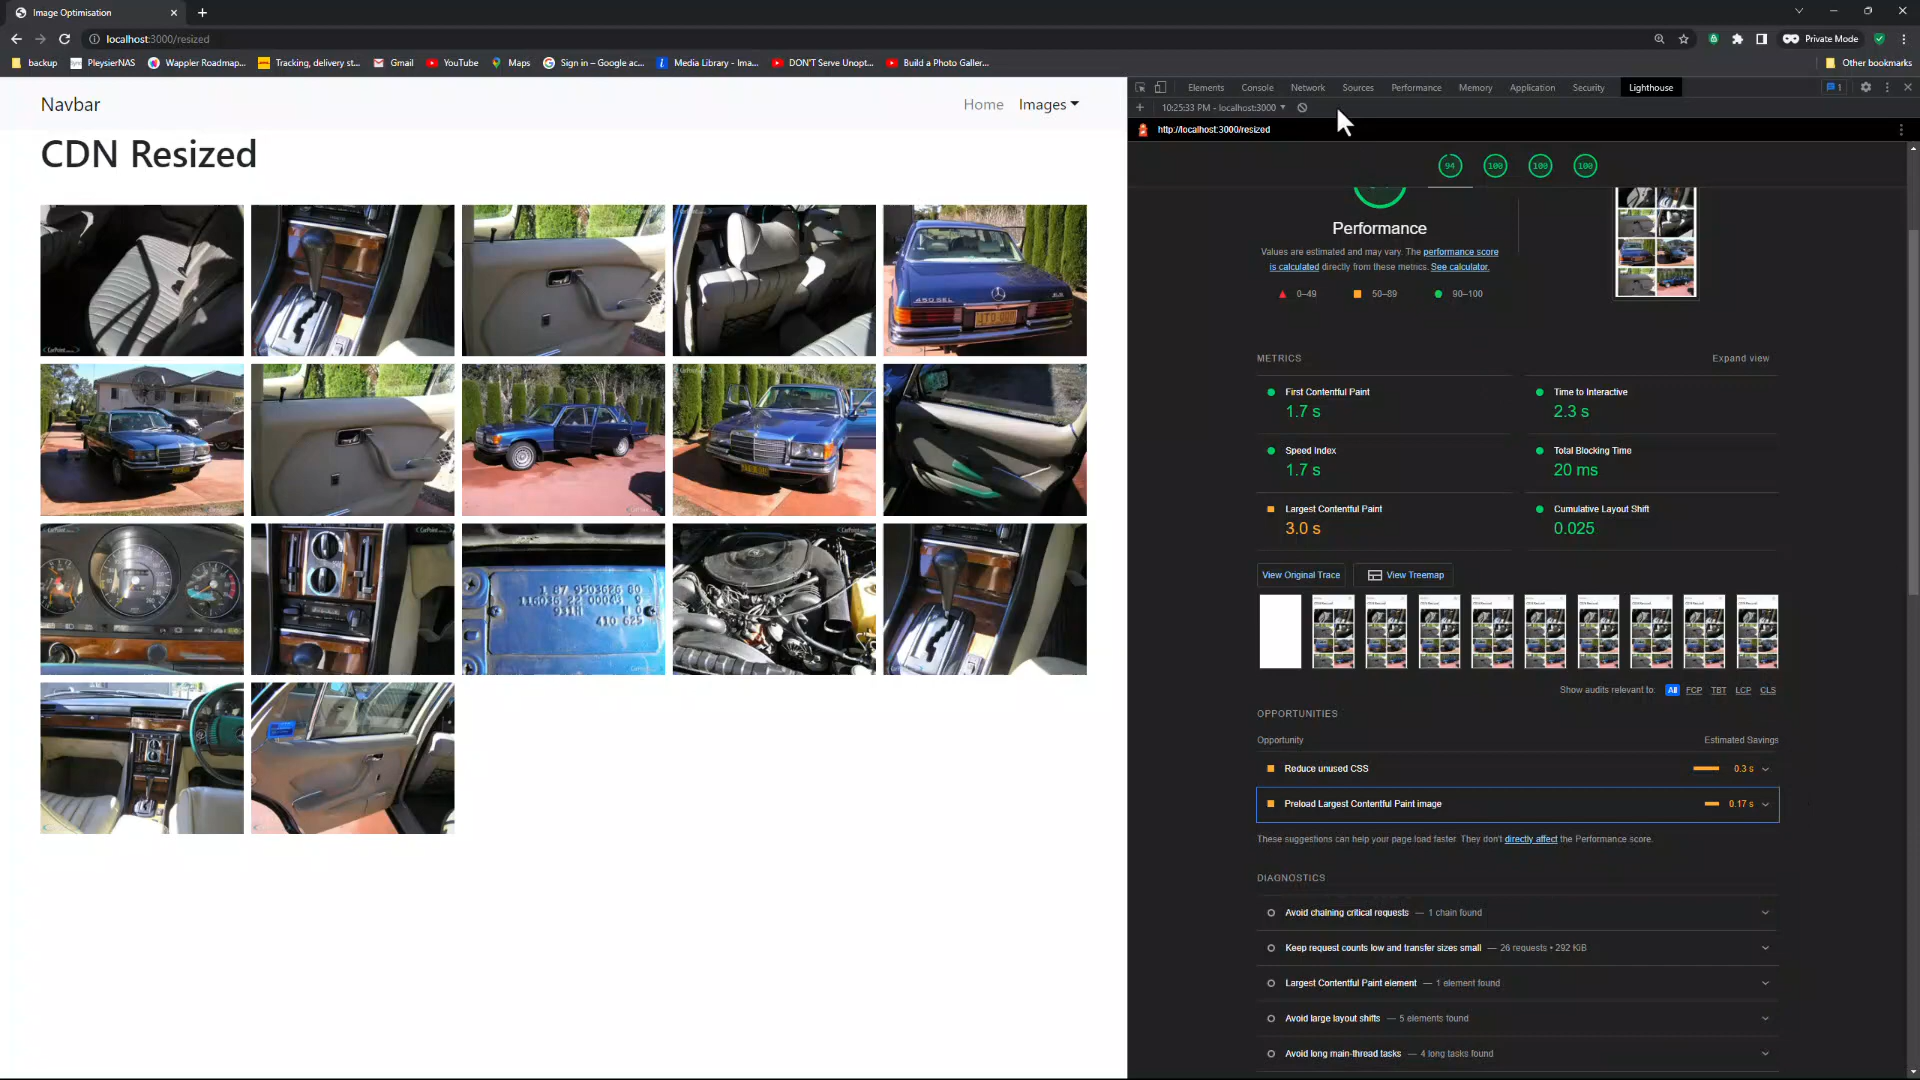 Image Optimisation
localhost:3000/resized
Private Mode
backup
PleysierNAS
Wappler Roadmap...
Tracking, delivery st...
Gmail
YouTube
Maps
Sign in – Google ac...
Media Library - Ima...
DON'T Serve Unopt...
Build a Photo Galler...
Other bookmarks
Navbar
Home
Images
CDN Resized
450 SEL
Elements
Console
Network
Sources
Performance
Memory
Application
Security
Lighthouse
1
10:25:33 PM - localhost:3000
http://localhost:3000/resized
94
100
100
100
Performance
Values are estimated and may vary. The performance score
is calculated directly from these metrics. See calculator.
0–49
50–89
90–100
METRICS
Expand view
First Contentful Paint
1.7 s
Time to Interactive
2.3 s
Speed Index
1.7 s
Total Blocking Time
20 ms
Largest Contentful Paint
3.0 s
Cumulative Layout Shift
0.025
View Original Trace
View Treemap
Show audits relevant to: All FCP TBT LCP CLS
OPPORTUNITIES
Opportunity
Estimated Savings
Reduce unused CSS
0.3 s
Preload Largest Contentful Paint image
0.17 s
These suggestions can help your page load faster. They don't directly affect the Performance score.
DIAGNOSTICS
Avoid chaining critical requests — 1 chain found
Keep request counts low and transfer sizes small — 26 requests • 292 KiB
Largest Contentful Paint element — 1 element found
Avoid large layout shifts — 5 elements found
Avoid long main-thread tasks — 4 long tasks found